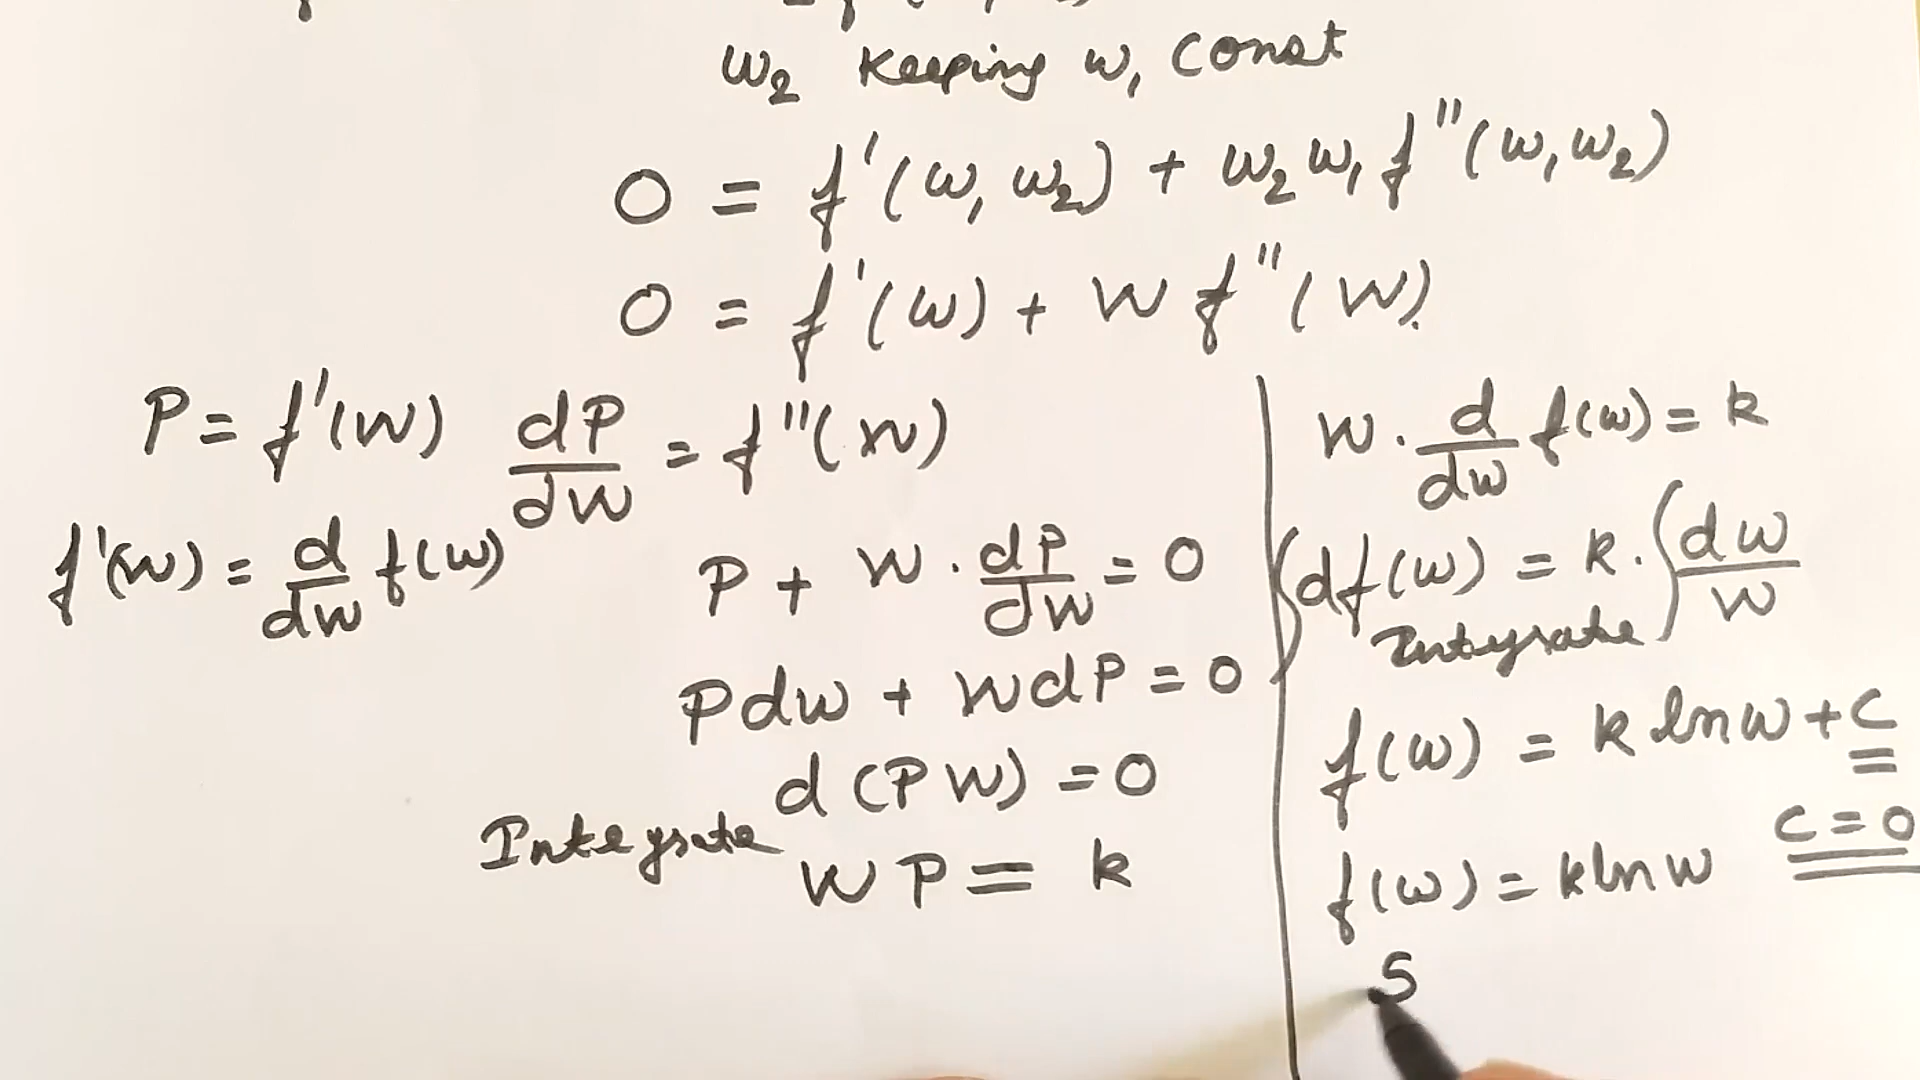 w₂ keeping w₁ const
0 = f'(w₁w₂) + w₂w₁f''(w₁w₂)
0 = f'(w) + W f''(W).
P = f'(W) dP/dW = f''(W)
f'(w) = d/dw f(w)
P + W · dP/dW = 0
Pdw + WdP = 0
d(PW) = 0
Integrate
WP = k
W · d/dw f(w) = k
∫df(w) = k · ∫dw/w
Integrate
f(w) = k ln w + C
C = 0
f(w) = k ln w
S